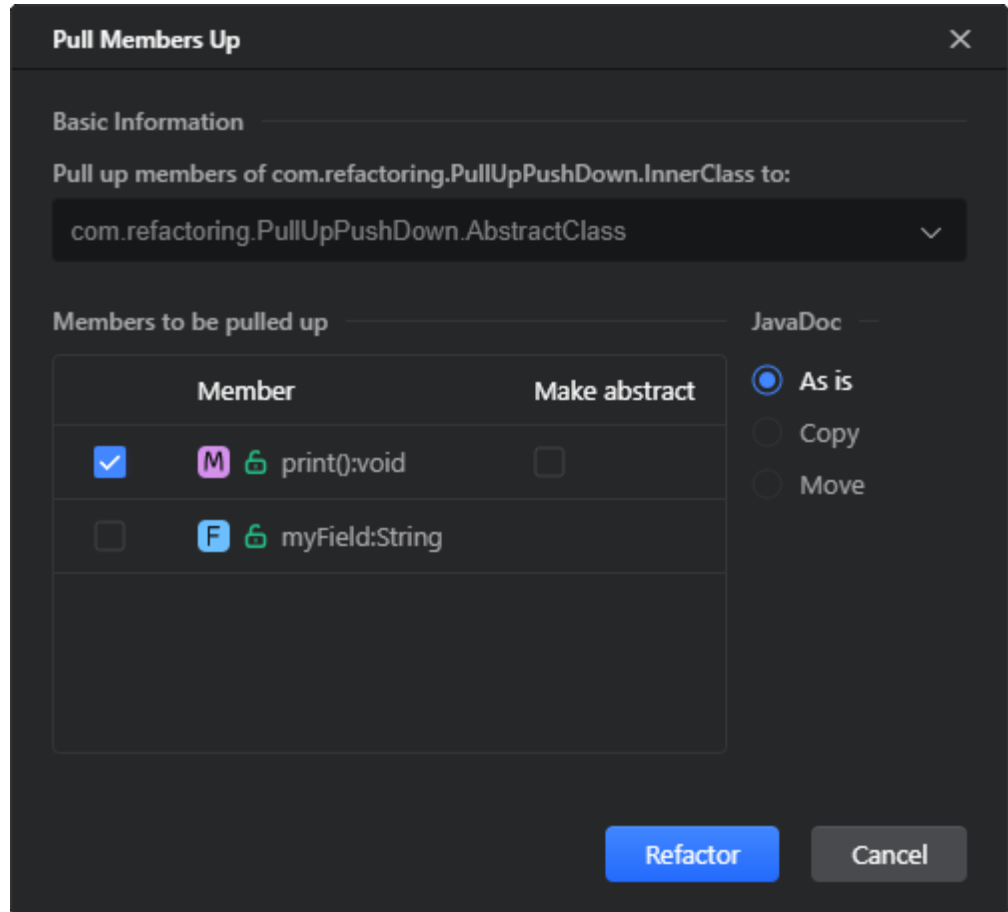 Pull Members Up
Basic Information
Pull up members of com.refactoring.PullUpPushDown.InnerClass to:
com.refactoring.PullUpPushDown.AbstractClass
Members to be pulled up
JavaDoc
Member Make abstract
M print():void
F myField:String
As is
Copy
Move
Refactor Cancel